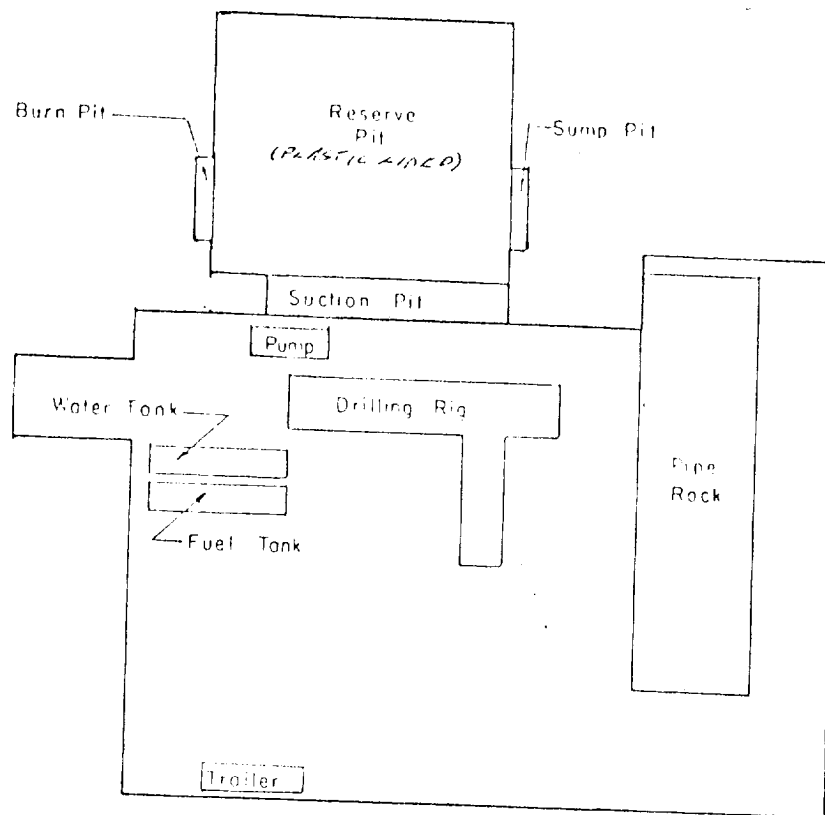 Reserve
Pit
(PLASTIC LINED)
Burn Pit
Sump Pit
Suction Pit
Pump
Water Tank
Drilling Rig
Pipe
Rack
Fuel Tank
Trailer